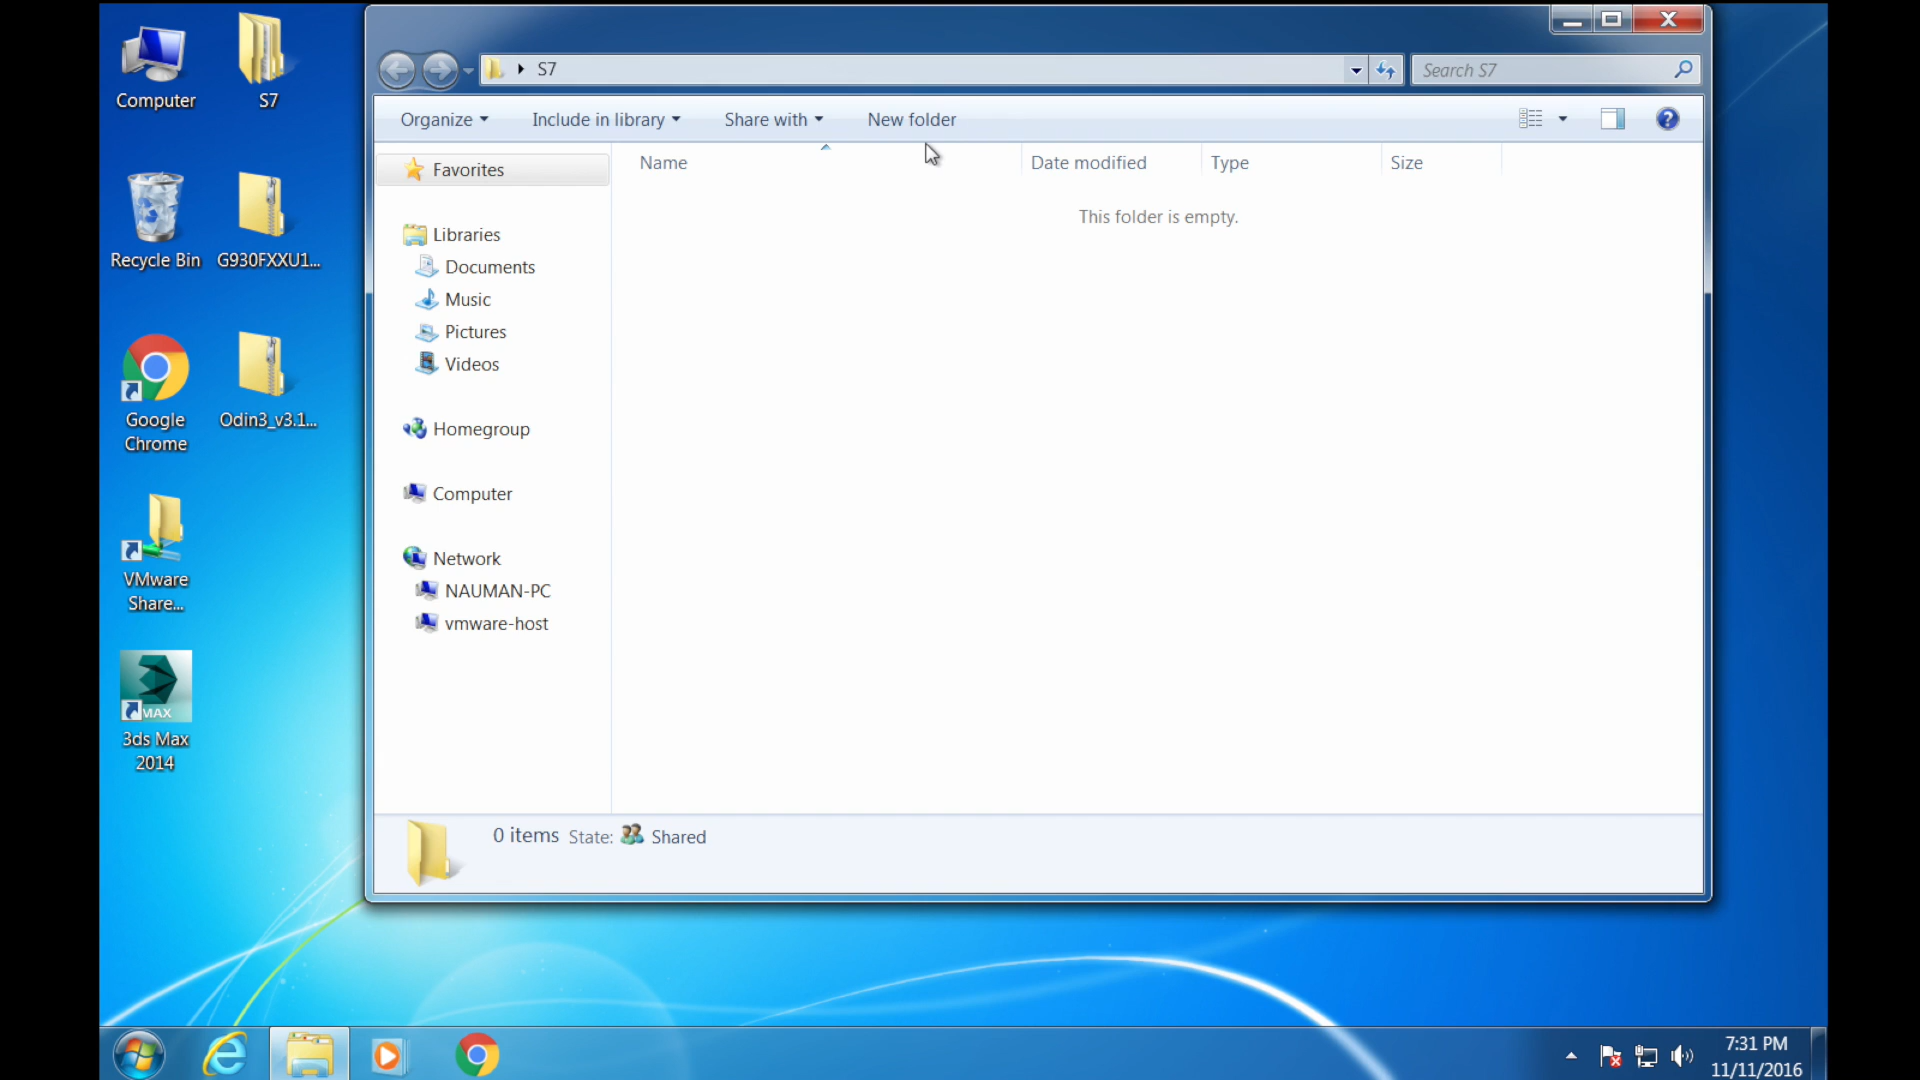 Computer
S7
Recycle Bin
G930FXXU1...
Google
Chrome
Odin3_v3.1...
VMware
Share...
MAX
3ds Max
2014
S7
Search S7
Organize
Include in library
Share with
New folder
Name
Date modified
Type
Size
This folder is empty.
Favorites
Libraries
Documents
Music
Pictures
Videos
Homegroup
Computer
Network
NAUMAN-PC
vmware-host
0 items State: Shared
7:31 PM
11/11/2016